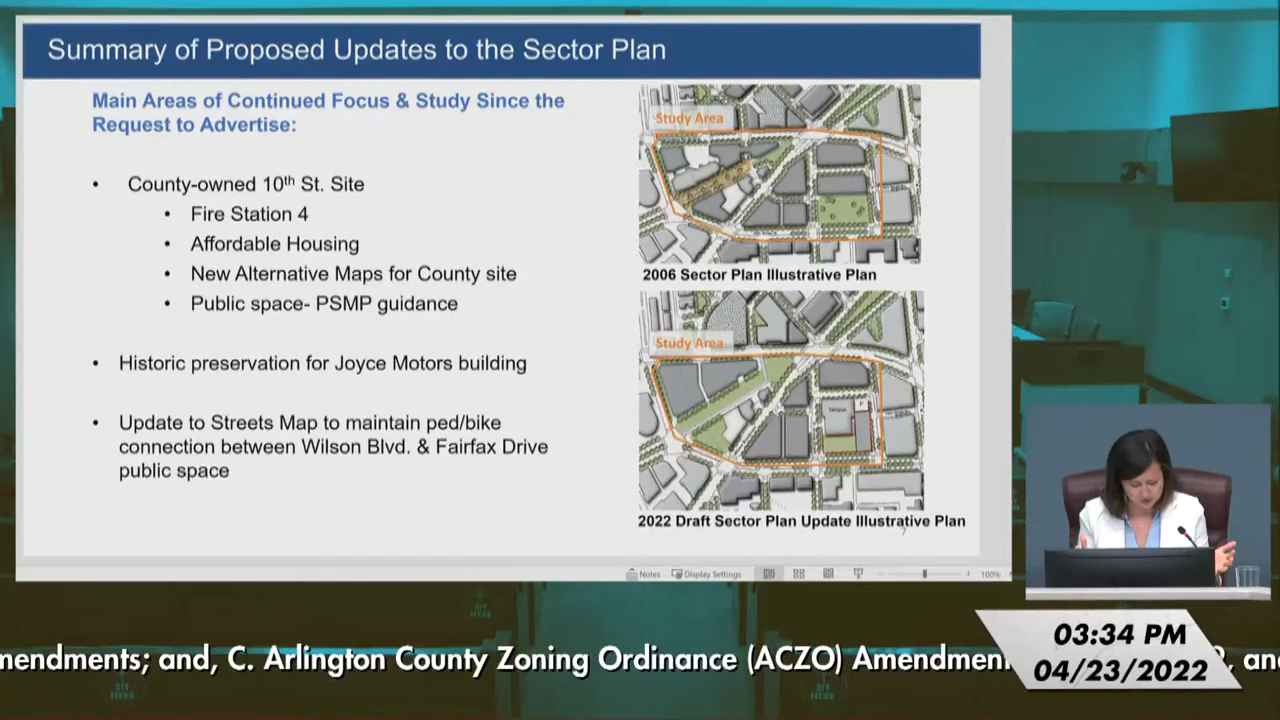 Summary of Proposed Updates to the Sector Plan
Main Areas of Continued Focus & Study Since the
Request to Advertise:
• County-owned 10th St. Site
• Fire Station 4
• Affordable Housing
• New Alternative Maps for County site
• Public space- PSMP guidance
• Historic preservation for Joyce Motors building
• Update to Streets Map to maintain ped/bike
connection between Wilson Blvd. & Fairfax Drive
public space
Study Area
2006 Sector Plan Illustrative Plan
Study Area
2022 Draft Sector Plan Update Illustrative Plan
7
Notes Display Settings 100%
mendments; and, C. Arlington County Zoning Ordinance (ACZO) Amendmen
, and
03:34 PM
04/23/2022